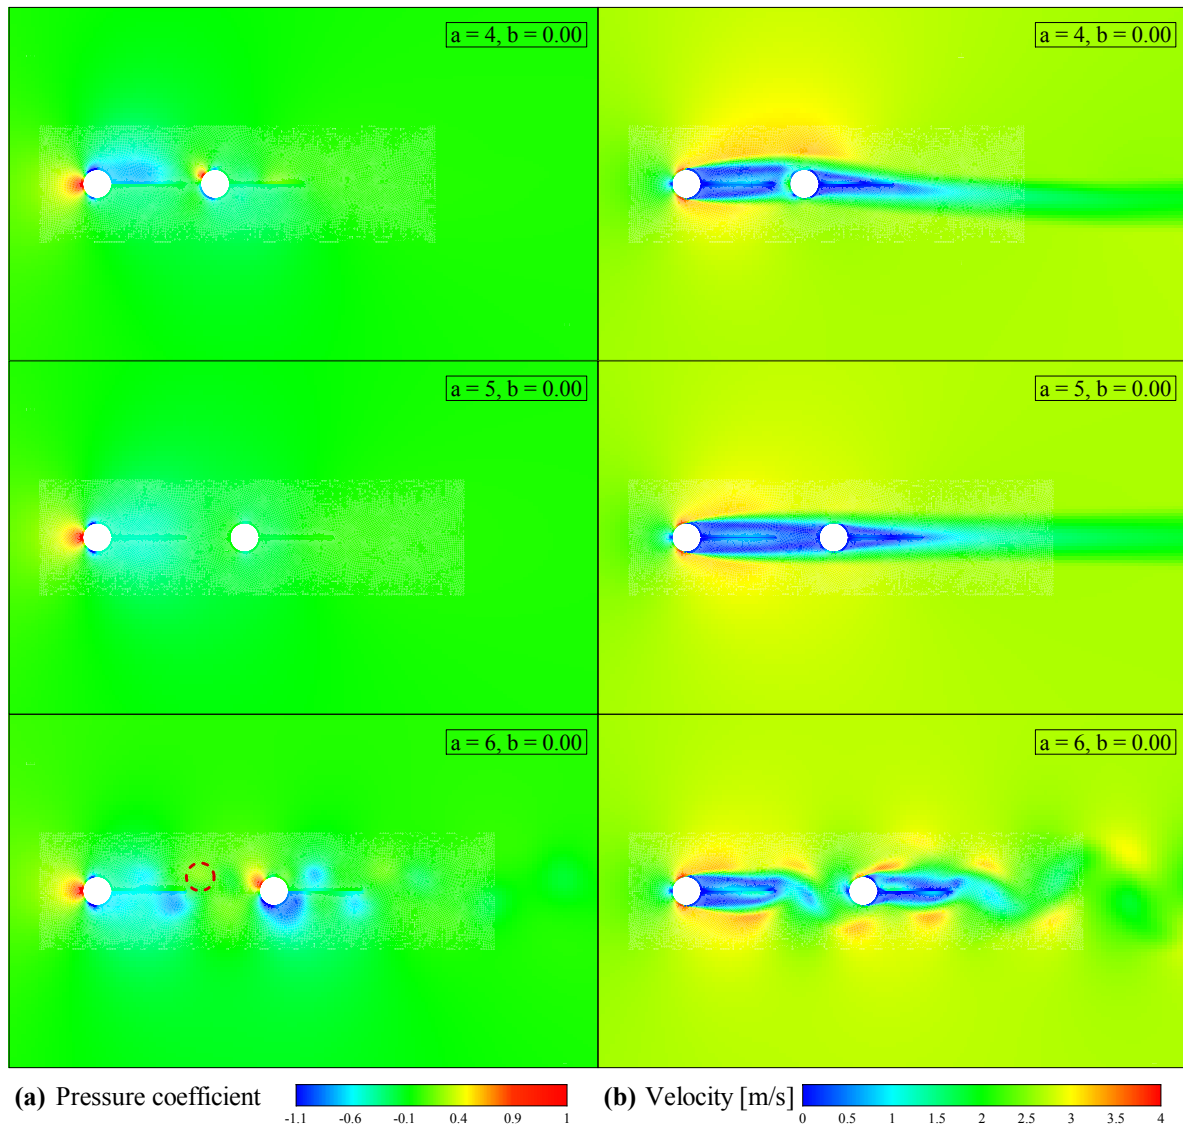 a = 4, b = 0.00
a = 4, b = 0.00
a = 5, b = 0.00
a = 5, b = 0.00
a = 6, b = 0.00
a = 6, b = 0.00
(a) Pressure coefficient
-1.1 -0.6 -0.1 0.4 0.9 1
(b) Velocity [m/s]
0 0.5 1 1.5 2 2.5 3 3.5 4